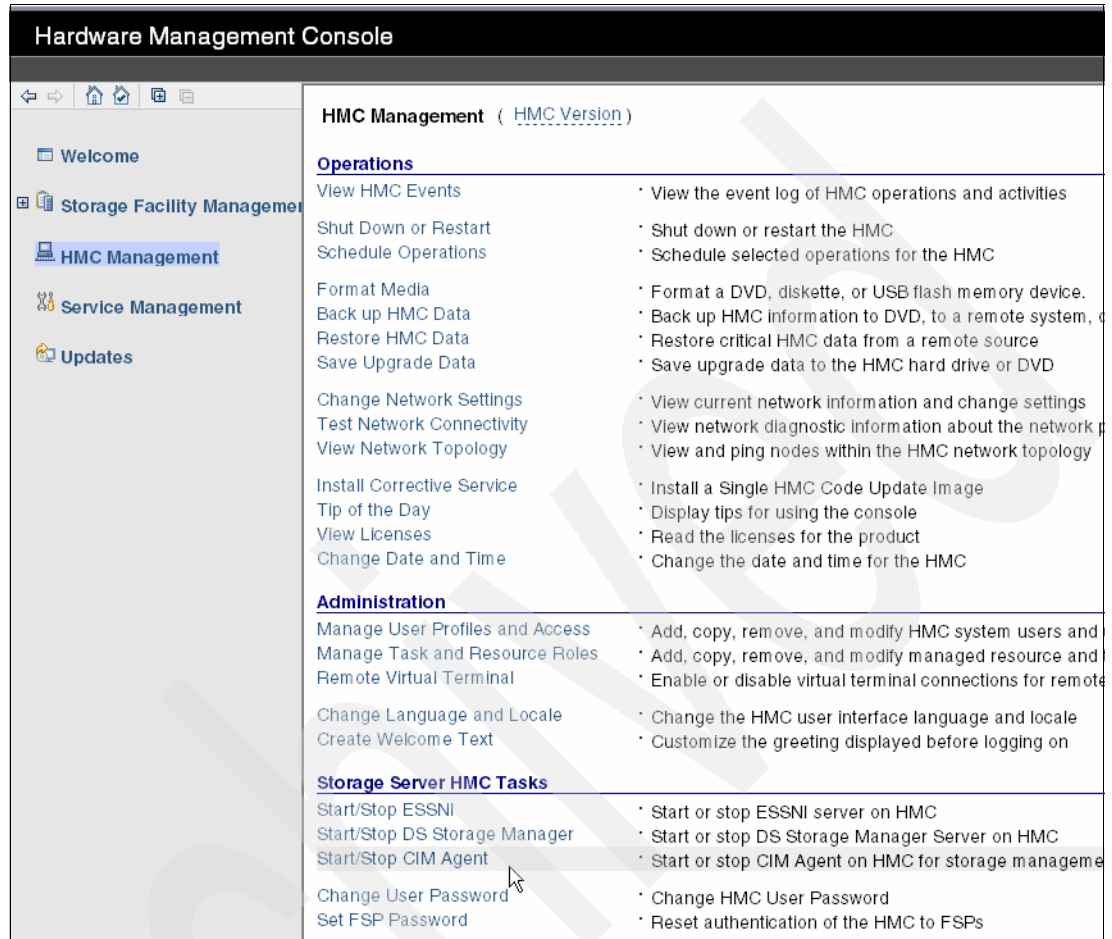 Hardware Management Console
Welcome
Storage Facility Managemen
HMC Management
Service Management
Updates
HMC Management ( HMC Version )
Operations
View HMC Events · View the event log of HMC operations and activities
Shut Down or Restart · Shut down or restart the HMC
Schedule Operations · Schedule selected operations for the HMC
Format Media · Format a DVD, diskette, or USB flash memory device.
Back up HMC Data · Back up HMC information to DVD, to a remote system,
Restore HMC Data · Restore critical HMC data from a remote source
Save Upgrade Data · Save upgrade data to the HMC hard drive or DVD
Change Network Settings · View current network information and change settings
Test Network Connectivity · View network diagnostic information about the network
View Network Topology · View and ping nodes within the HMC network topology
Install Corrective Service · Install a Single HMC Code Update Image
Tip of the Day · Display tips for using the console
View Licenses · Read the licenses for the product
Change Date and Time · Change the date and time for the HMC
Administration
Manage User Profiles and Access · Add, copy, remove, and modify HMC system users and
Manage Task and Resource Roles · Add, copy, remove, and modify managed resource and
Remote Virtual Terminal · Enable or disable virtual terminal connections for remote
Change Language and Locale · Change the HMC user interface language and locale
Create Welcome Text · Customize the greeting displayed before logging on
Storage Server HMC Tasks
Start/Stop ESSNI · Start or stop ESSNI server on HMC
Start/Stop DS Storage Manager · Start or stop DS Storage Manager Server on HMC
Start/Stop CIM Agent · Start or stop CIM Agent on HMC for storage manageme
Change User Password · Change HMC User Password
Set FSP Password · Reset authentication of the HMC to FSPs